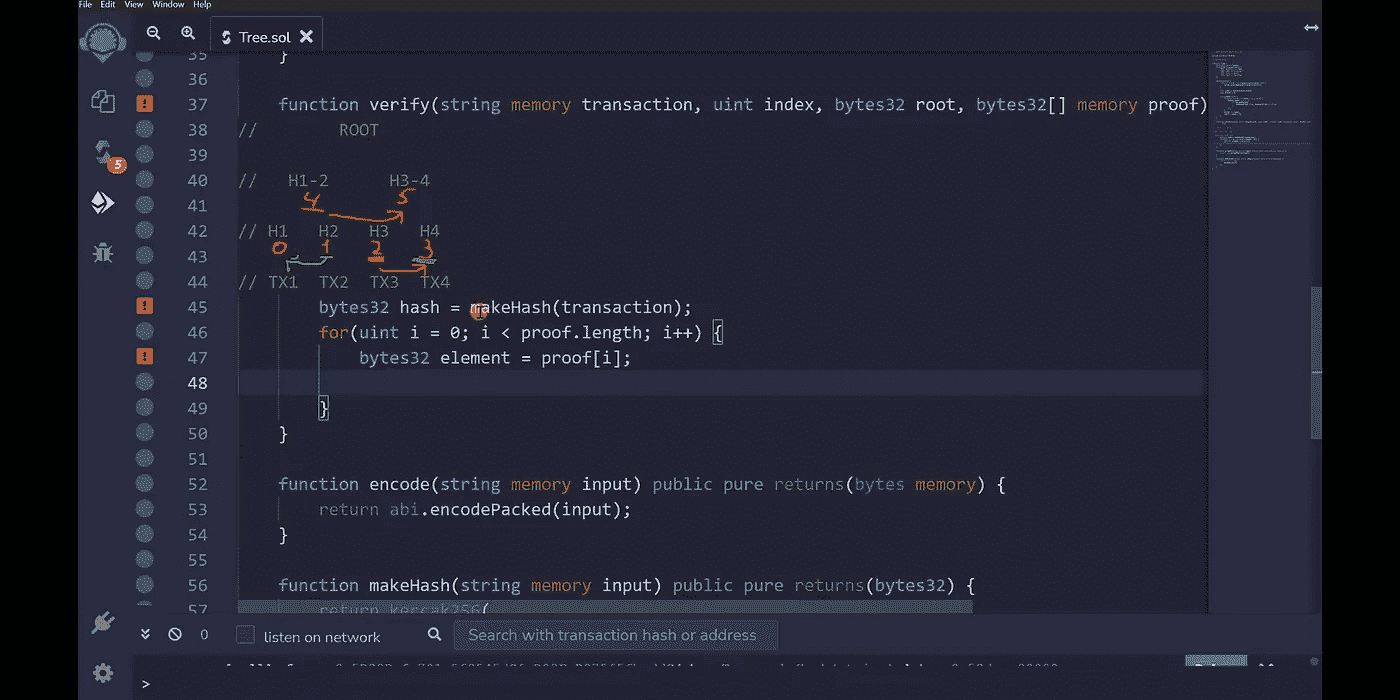 File Edit View Window Help
Tree.sol
35 }
36
37 function verify(string memory transaction, uint index, bytes32 root, bytes32[] memory proof)
38 // ROOT
39
40 // H1-2 H3-4
41 4 5
42 // H1 H2 H3 H4
43 0 1 2 3
44 // TX1 TX2 TX3 TX4
45 bytes32 hash = makeHash(transaction);
46 for(uint i = 0; i < proof.length; i++) {
5
47 bytes32 element = proof[i];
48
49 }
50 }
51
52 function encode(string memory input) public pure returns(bytes memory) {
53 return abi.encodePacked(input);
54 }
55
56 function makeHash(string memory input) public pure returns(bytes32) {
57 return keccak256(
0 listen on network Search with transaction hash or address
>